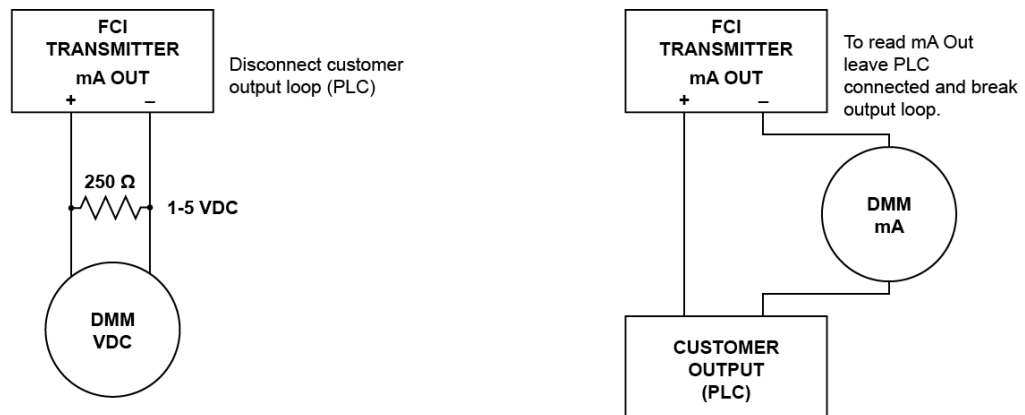 FCI
TRANSMITTER
mA OUT
+ –
Disconnect customer
output loop (PLC)
250 Ω
1-5 VDC
DMM
VDC
FCI
TRANSMITTER
mA OUT
+ –
To read mA Out
leave PLC
connected and break
output loop.
DMM
mA
CUSTOMER
OUTPUT
(PLC)